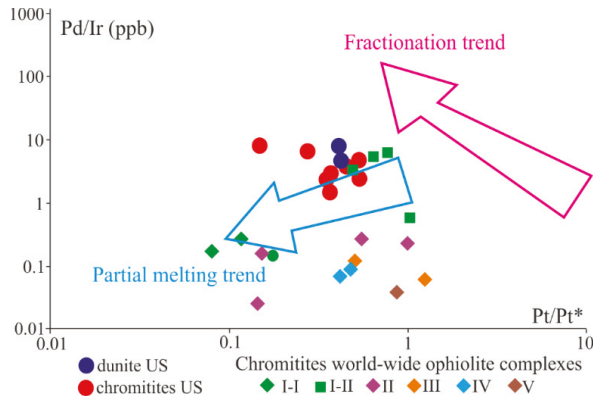 1000
Pd/Ir (ppb)
Fractionation trend
100
10
1
0.1
Partial melting trend
0.01
Pt/Pt*
0.01
0.1
1
10
dunite US
Chromitites world-wide ophiolite complexes
chromitites US
I-I
I-II
II
III
IV
V